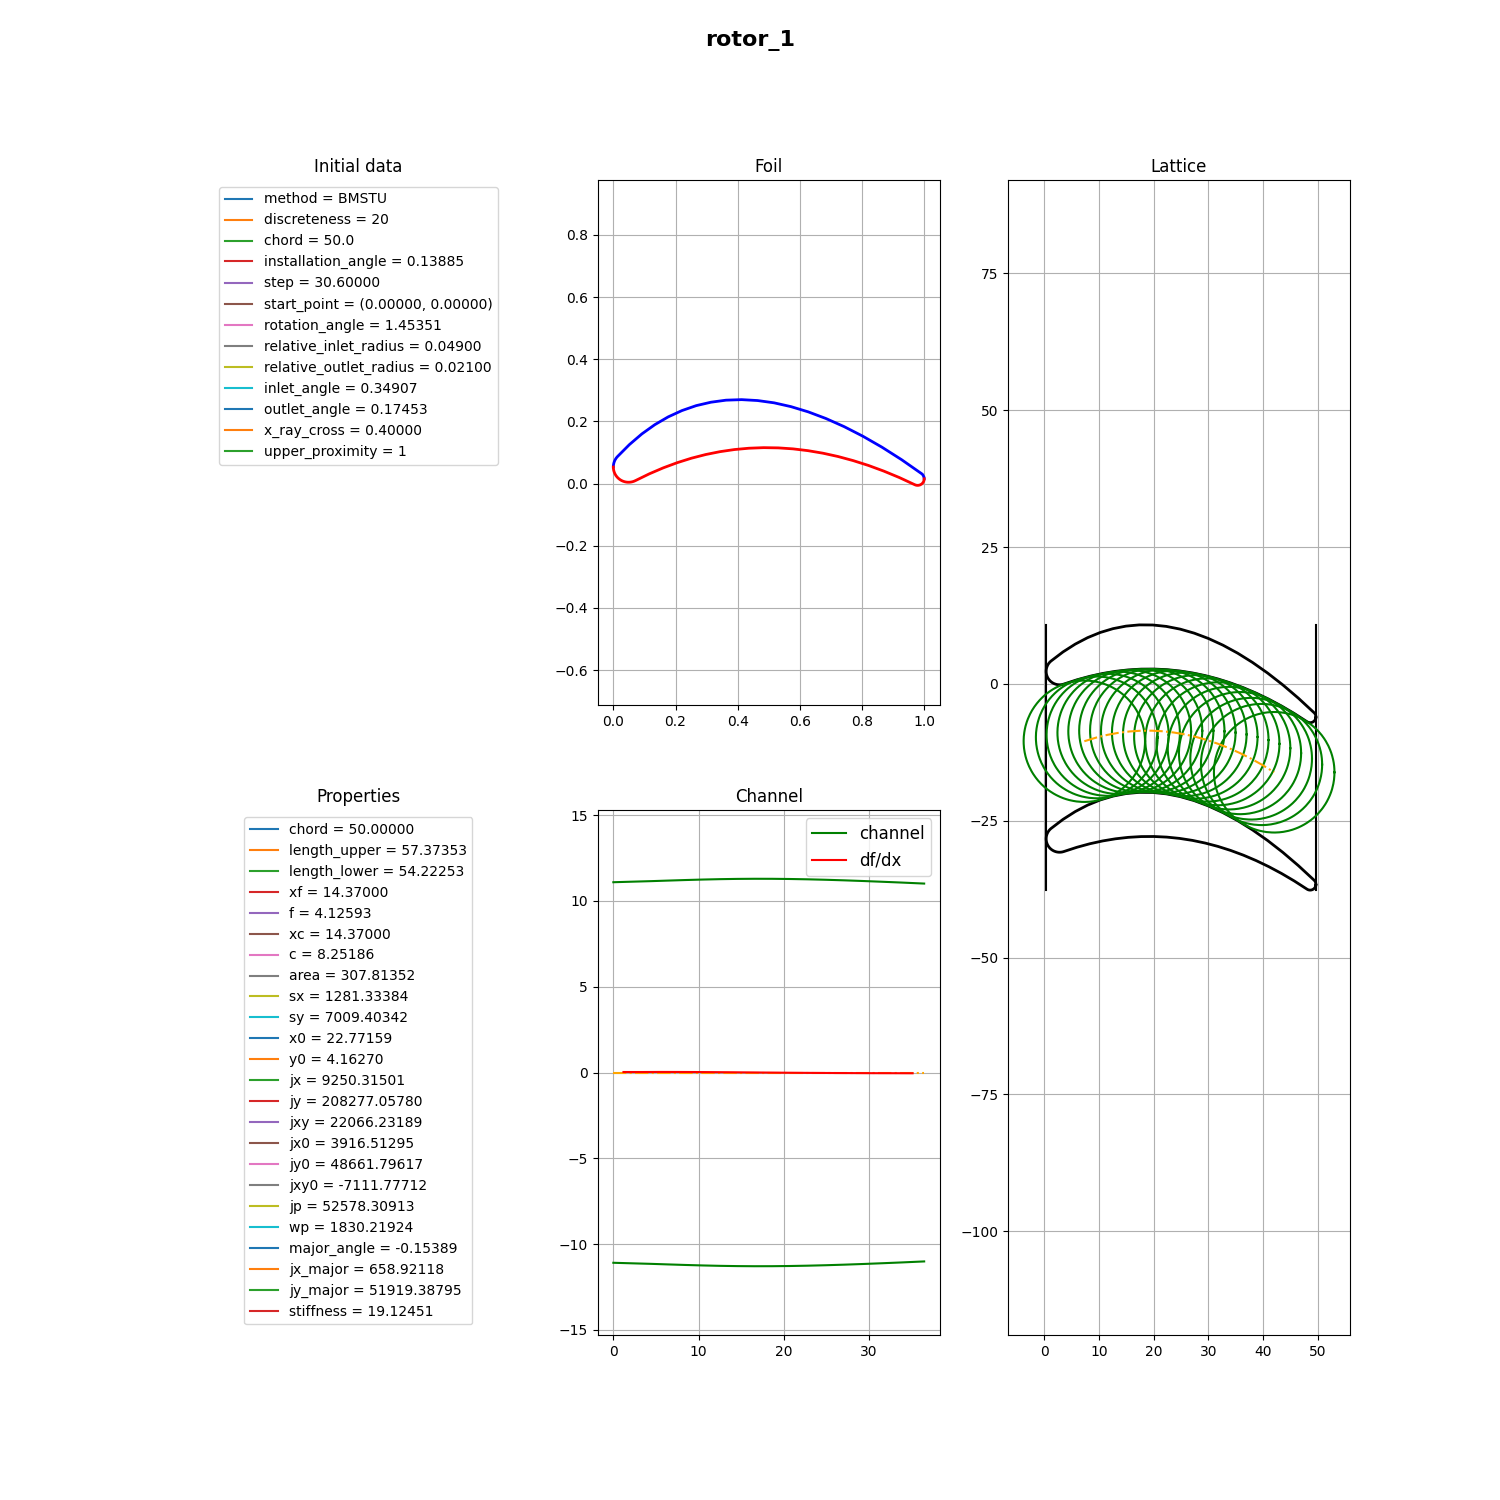 rotor_1
Initial data
method = BMSTU
discreteness = 20
chord = 50.0
installation_angle = 0.13885
step = 30.60000
start_point = (0.00000, 0.00000)
rotation_angle = 1.45351
relative_inlet_radius = 0.04900
relative_outlet_radius = 0.02100
inlet_angle = 0.34907
outlet_angle = 0.17453
x_ray_cross = 0.40000
upper_proximity = 1
Foil
0.8
0.6
0.4
0.2
0.0
−0.2
−0.4
−0.6
0.0 0.2 0.4 0.6 0.8 1.0
Lattice
75
50
25
0
−25
−50
−75
−100
0 10 20 30 40 50
Properties
chord = 50.00000
length_upper = 57.37353
length_lower = 54.22253
xf = 14.37000
f = 4.12593
xc = 14.37000
c = 8.25186
area = 307.81352
sx = 1281.33384
sy = 7009.40342
x0 = 22.77159
y0 = 4.16270
jx = 9250.31501
jy = 208277.05780
jxy = 22066.23189
jx0 = 3916.51295
jy0 = 48661.79617
jxy0 = -7111.77712
jp = 52578.30913
wp = 1830.21924
major_angle = -0.15389
jx_major = 658.92118
jy_major = 51919.38795
stiffness = 19.12451
Channel
channel
df/dx
15
10
5
0
−5
−10
−15
0 10 20 30